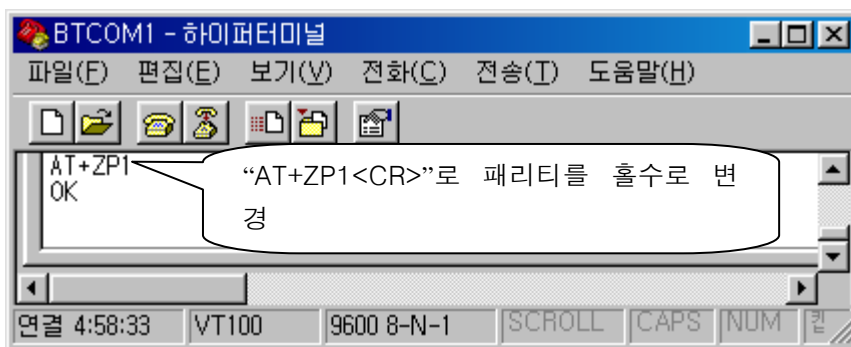 BTCOM1 - 하이퍼터미널
파일(F) 편집(E) 보기(V) 전화(C) 전송(T) 도움말(H)
AT+ZP1
OK
“AT+ZP1<CR>”로 패리티를 홀수로 변
경
연결 4:58:33 VT100 9600 8-N-1 SCROLL CAPS NUM